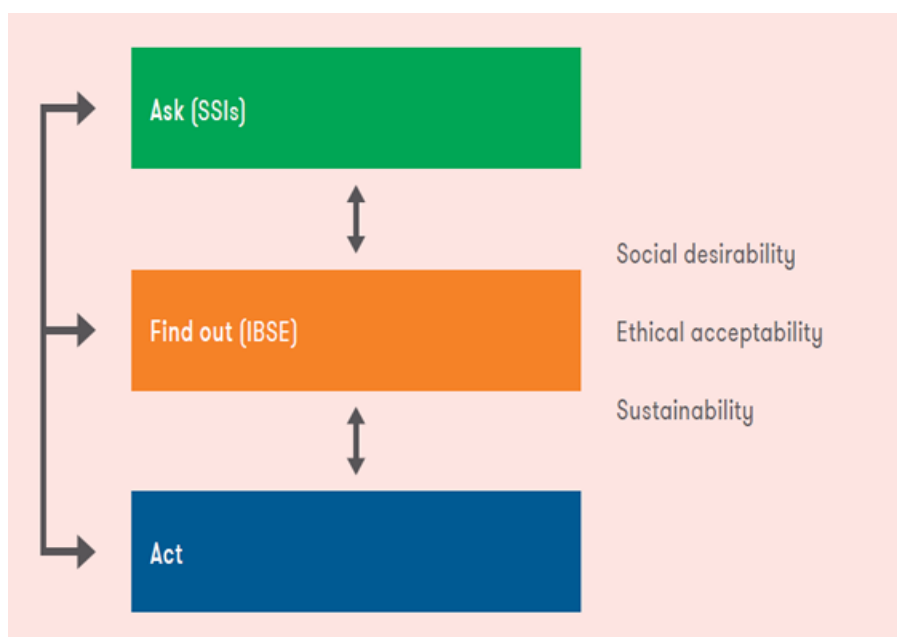 Ask (SSIs)
Find out (IBSE)
Act
Social desirability
Ethical acceptability
Sustainability